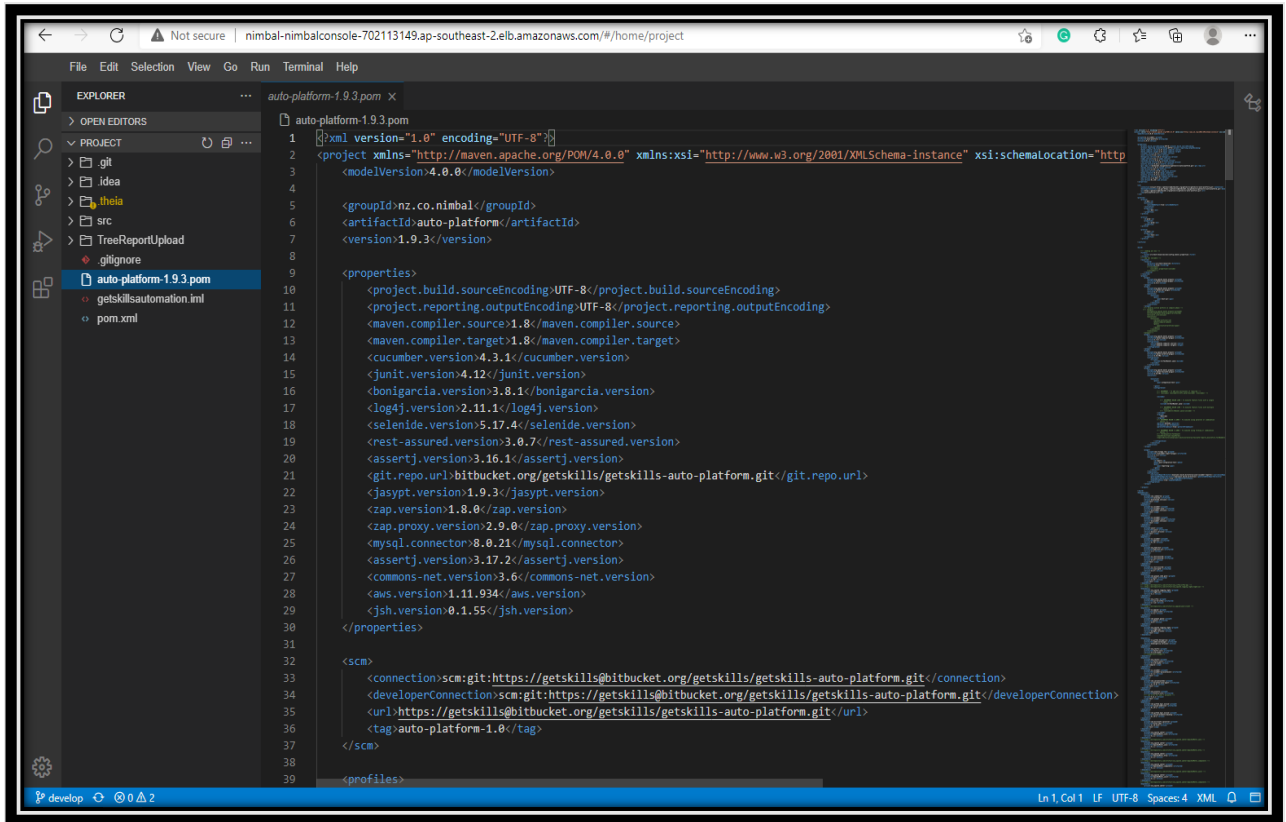 Not secure | nimbal-nimbalconsole-702113149.ap-southeast-2.elb.amazonaws.com/#/home/project
File Edit Selection View Go Run Terminal Help
EXPLORER
OPEN EDITORS
PROJECT
.git
.idea
.theia
src
TreeReportUpload
.gitignore
auto-platform-1.9.3.pom
getskillsautomation.iml
pom.xml
auto-platform-1.9.3.pom
auto-platform-1.9.3.pom
1 <?xml version="1.0" encoding="UTF-8"?>
2 <project xmlns="http://maven.apache.org/POM/4.0.0" xmlns:xsi="http://www.w3.org/2001/XMLSchema-instance" xsi:schemaLocation="http
3 <modelVersion>4.0.0</modelVersion>
4
5 <groupId>nz.co.nimbal</groupId>
6 <artifactId>auto-platform</artifactId>
7 <version>1.9.3</version>
8
9 <properties>
10 <project.build.sourceEncoding>UTF-8</project.build.sourceEncoding>
11 <project.reporting.outputEncoding>UTF-8</project.reporting.outputEncoding>
12 <maven.compiler.source>1.8</maven.compiler.source>
13 <maven.compiler.target>1.8</maven.compiler.target>
14 <cucumber.version>4.3.1</cucumber.version>
15 <junit.version>4.12</junit.version>
16 <bonigarcia.version>3.8.1</bonigarcia.version>
17 <log4j.version>2.11.1</log4j.version>
18 <selenide.version>5.17.4</selenide.version>
19 <rest-assured.version>3.0.7</rest-assured.version>
20 <assertj.version>3.16.1</assertj.version>
21 <git.repo.url>bitbucket.org/getskills/getskills-auto-platform.git</git.repo.url>
22 <jasypt.version>1.9.3</jasypt.version>
23 <zap.version>1.8.0</zap.version>
24 <zap.proxy.version>2.9.0</zap.proxy.version>
25 <mysql.connector>8.0.21</mysql.connector>
26 <assertj.version>3.17.2</assertj.version>
27 <commons-net.version>3.6</commons-net.version>
28 <aws.version>1.11.934</aws.version>
29 <jsh.version>0.1.55</jsh.version>
30 </properties>
31
32 <scm>
33 <connection>scm:git:https://getskills@bitbucket.org/getskills/getskills-auto-platform.git</connection>
34 <developerConnection>scm:git:https://getskills@bitbucket.org/getskills/getskills-auto-platform.git</developerConnection>
35 <url>https://getskills@bitbucket.org/getskills/getskills-auto-platform.git</url>
36 <tag>auto-platform-1.0</tag>
37 </scm>
38
39 <profiles>
develop 0 2 Ln 1, Col 1 LF UTF-8 Spaces: 4 XML